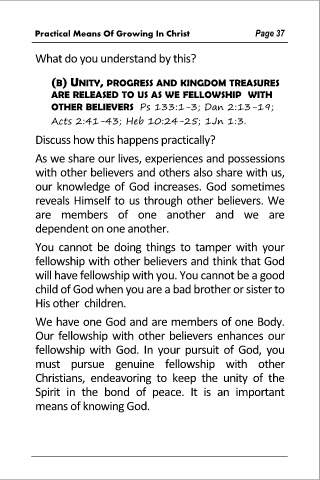 Practical Means Of Growing In Christ Page 37
What do you understand by this?
(B) UNITY, PROGRESS AND KINGDOM TREASURES
ARE RELEASED TO US AS WE FELLOWSHIP WITH
OTHER BELIEVERS Ps 133:1-3; Dan 2:13-19;
Acts 2:41-43; Heb 10:24-25; 1Jn 1:3.
Discuss how this happens practically?
As we share our lives, experiences and possessions
with other believers and others also share with us,
our knowledge of God increases. God sometimes
reveals Himself to us through other believers. We
are members of one another and we are
dependent on one another.
You cannot be doing things to tamper with your
fellowship with other believers and think that God
will have fellowship with you. You cannot be a good
child of God when you are a bad brother or sister to
His other children.
We have one God and are members of one Body.
Our fellowship with other believers enhances our
fellowship with God. In your pursuit of God, you
must pursue genuine fellowship with other
Christians, endeavoring to keep the unity of the
Spirit in the bond of peace. It is an important
means of knowing God.